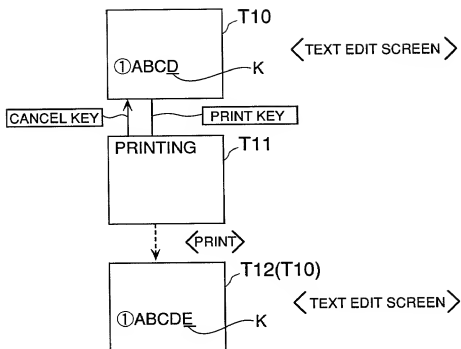 T10
<TEXT EDIT SCREEN>
①ABCD K
CANCEL KEY PRINT KEY
PRINTING T11
<PRINT>
T12(T10)
<TEXT EDIT SCREEN>
①ABCDE K